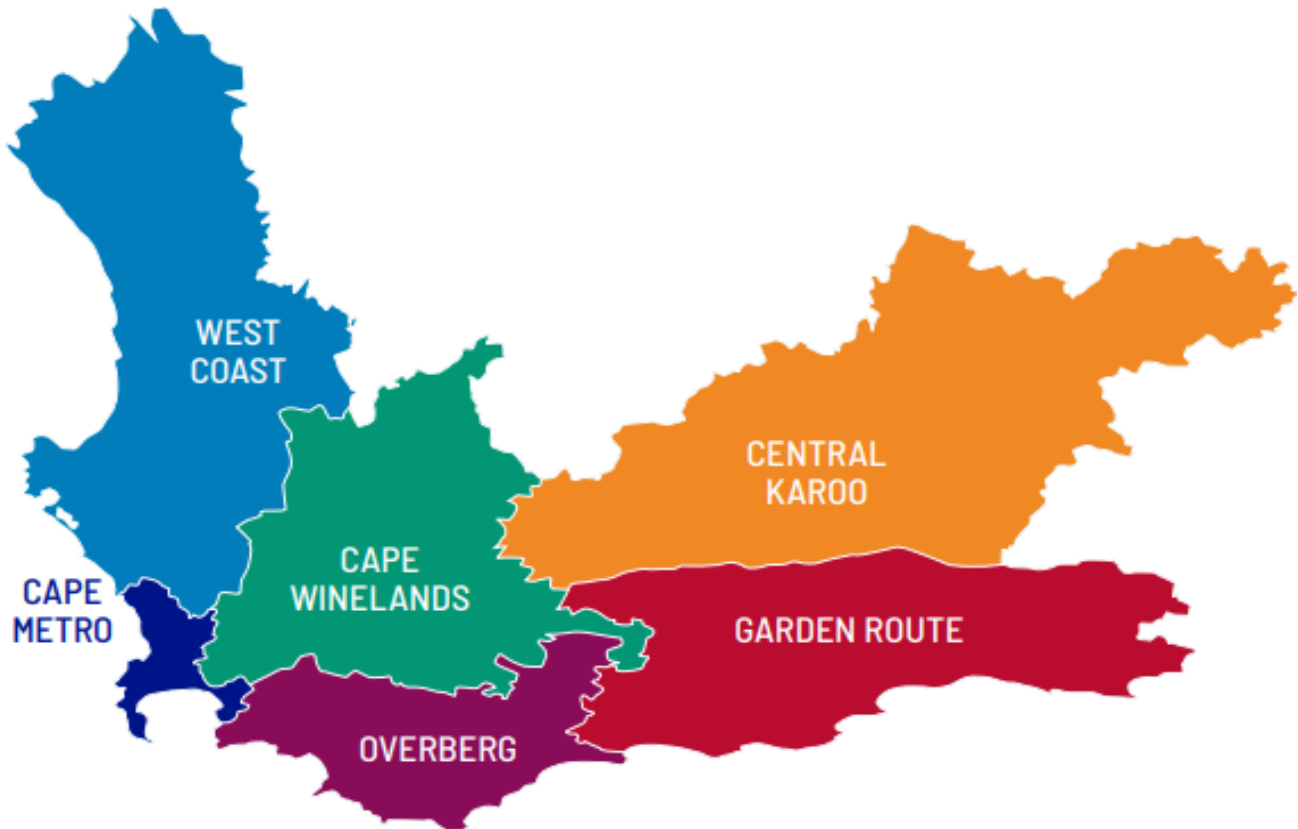 WEST
COAST
CENTRAL
KAROO
CAPE
WINELANDS
CAPE
METRO
GARDEN ROUTE
OVERBERG